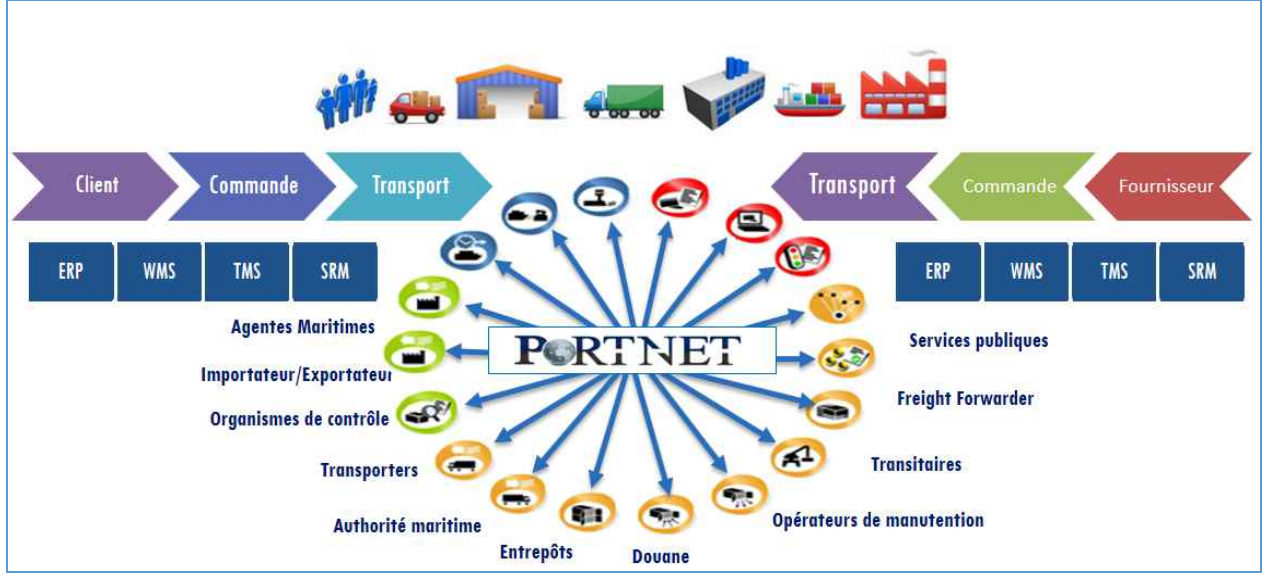 Client
Commande
Transport
Transport
Commande
Fournisseur
ERP
WMS
TMS
SRM
ERP
WMS
TMS
SRM
Agentes Maritimes
PORTNET
Services publiques
Importateur/Exportateur
Freight Forwarder
Organismes de contrôle
Transporters
Transitaires
Authorité maritime
Opérateurs de manutention
Entrepôts
Douane